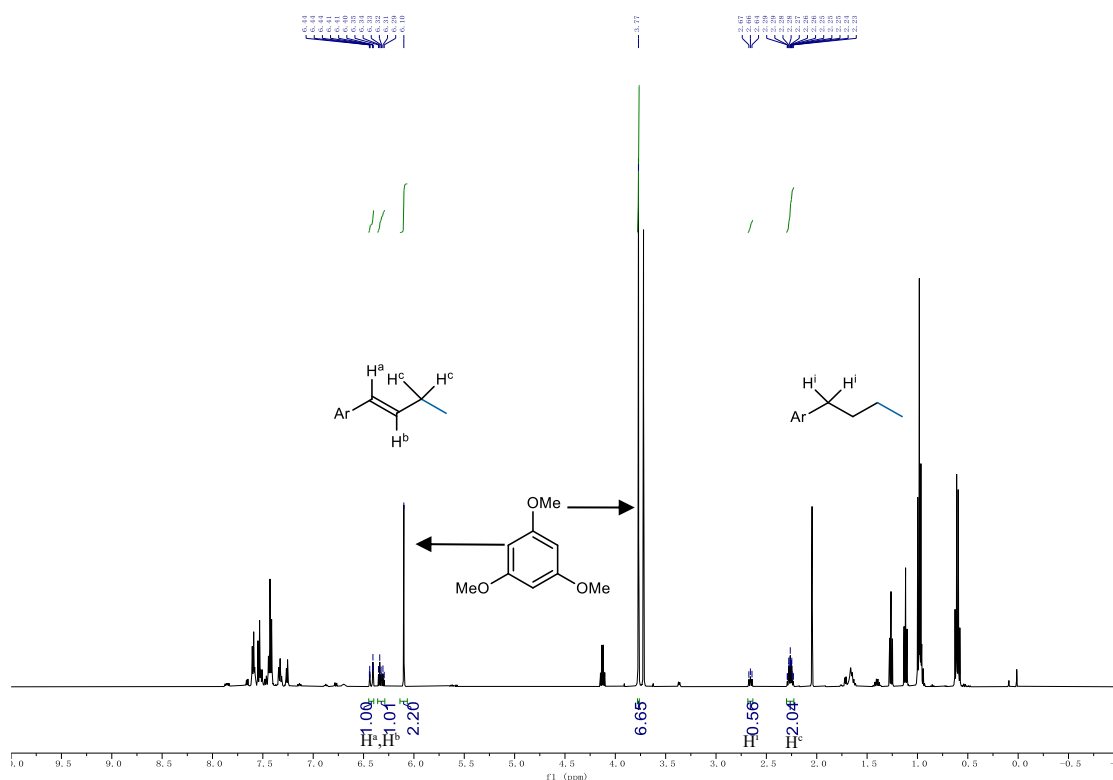 6.44 6.44 6.44 6.41 6.41 6.40 6.35 6.34 6.33 6.32 6.31 6.29 6.10
3.77
2.67 2.66 2.64 2.29 2.29 2.28 2.28 2.27 2.26 2.26 2.25 2.25 2.25 2.24 2.23
Hᵃ
Hᶜ Hᶜ
Ar
Hᵇ
Hⁱ Hⁱ
Ar
OMe
MeO OMe
1.00 1.01 2.20 6.65 0.56 2.04
Hᵃ,Hᵇ Hⁱ Hᶜ
9.5 9.0 8.5 8.0 7.5 7.0 6.5 6.0 5.5 5.0 4.5 4.0 3.5 3.0 2.5 2.0 1.5 1.0 0.5 0.0 -0.5
f1 (ppm)